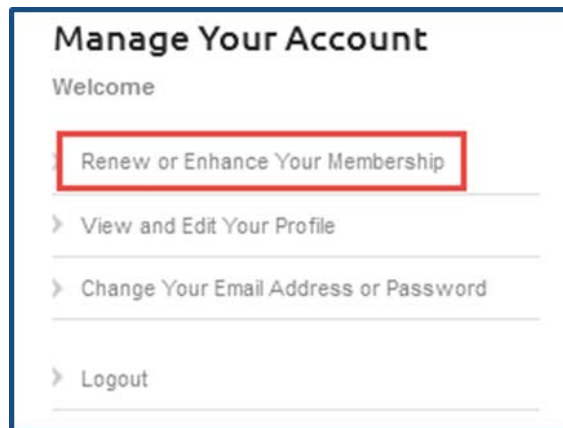 Manage Your Account
Welcome
Renew or Enhance Your Membership
View and Edit Your Profile
Change Your Email Address or Password
Logout